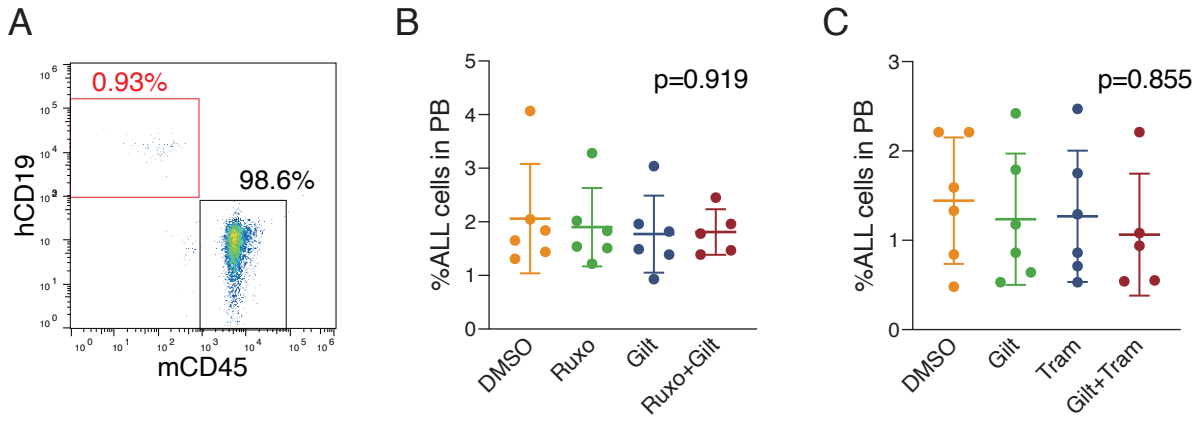 A
0.93%
98.6%
hCD19
10^6
10^5
10^4
10^3
10
10^1
10^0
10^0 10^1 10^2 10^3 10^4 10^5 10^6
mCD45
B
p=0.919
%ALL cells in PB
5
4
3
2
1
0
DMSO Ruxo Gilt Ruxo+Gilt
C
p=0.855
%ALL cells in PB
3
2
1
0
DMSO Gilt Tram Gilt+Tram